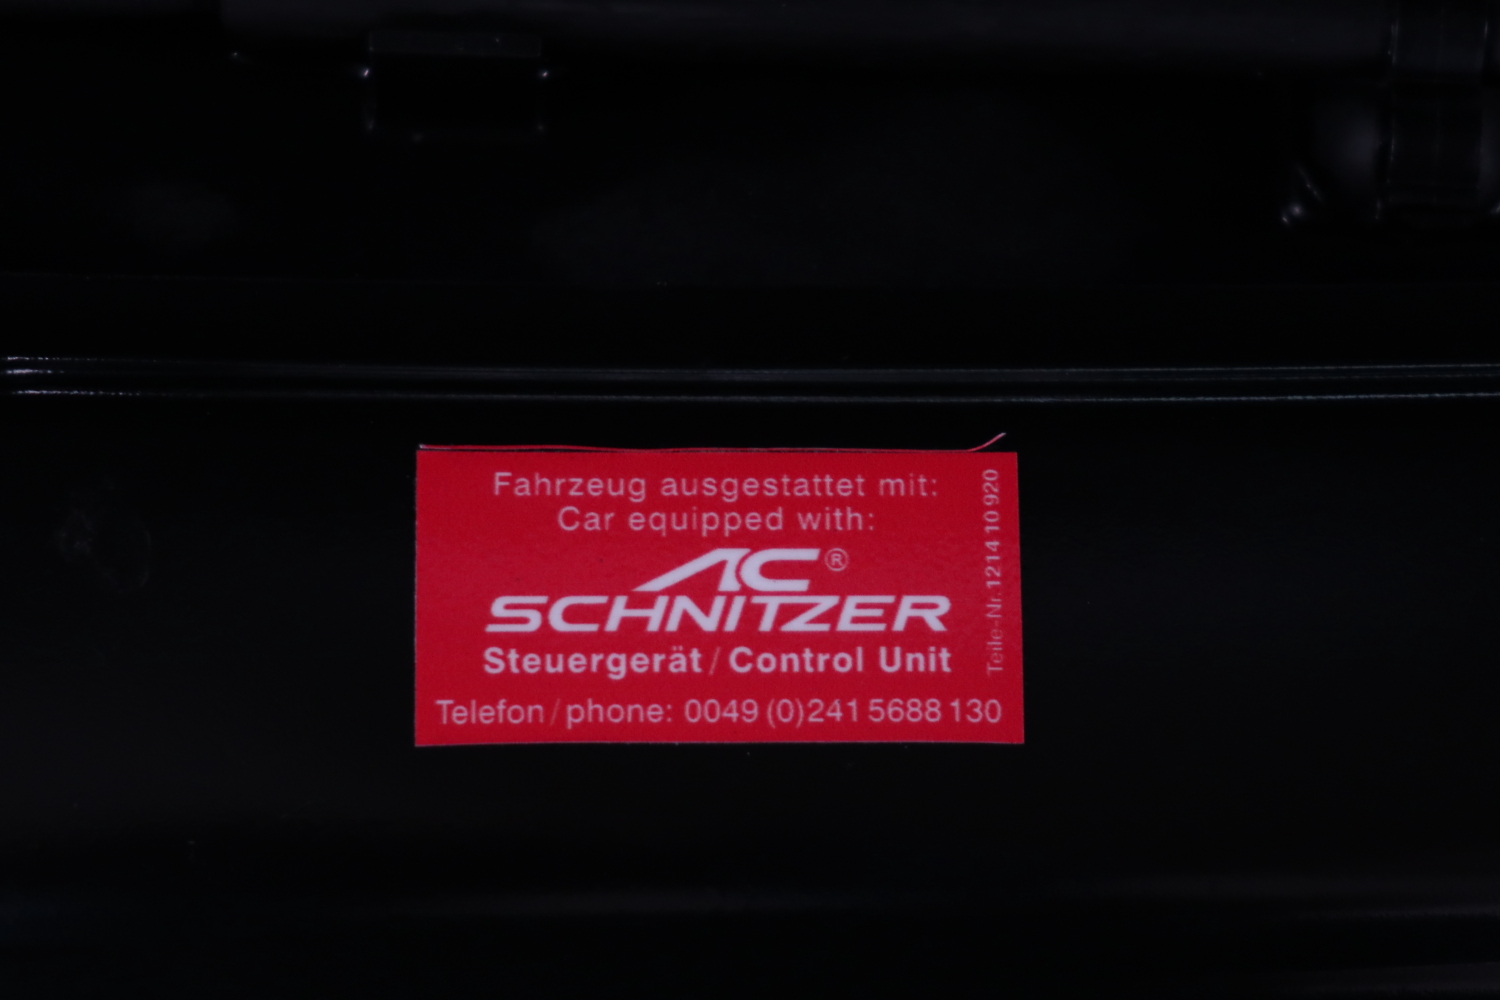 Fahrzeug ausgestattet mit:
Car equipped with:
AC®
SCHNITZER
Steuergerät / Control Unit
Telefon / phone: 0049 (0)241 5688 130
Teile-Nr. 1214 10 920